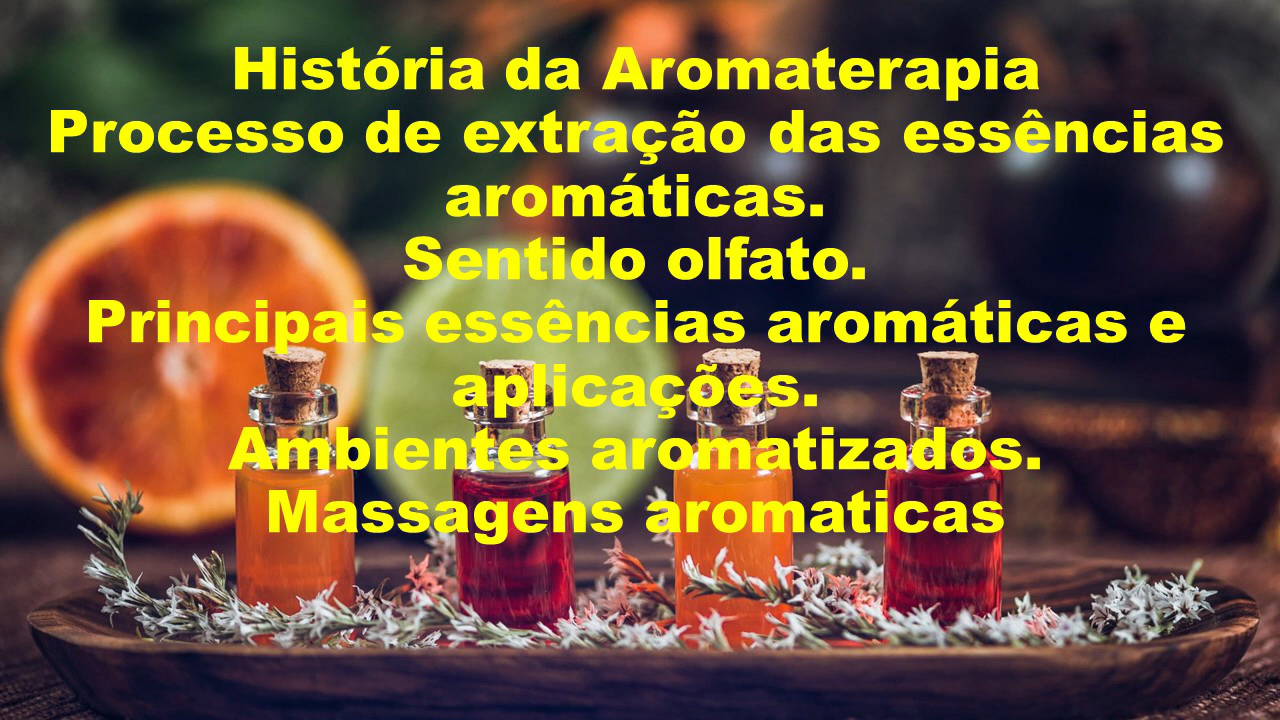 História da Aromaterapia
Processo de extração das essências
aromáticas.
Sentido olfato.
Principais essências aromáticas e
aplicações.
Ambientes aromatizados.
Massagens aromaticas